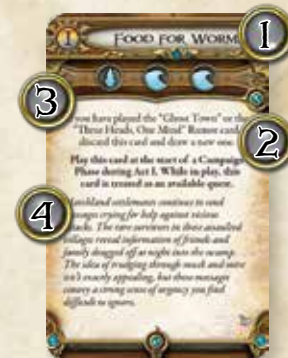 1
I FOOD FOR WORM
3
you have played the "Ghost Town" or the
"Three Heads, One Mind" Rumor card,
discard this card and draw a new one.
2
Play this card at the start of a Campaign
Phase during Act I. While in play, this
card is treated as an available quest.
4
settlements continue to send
crying for help against vicious
The rare survivors in these assaulted
villages reveal information of friends and
family dragged off at night into the swamp.
The idea of trudging through muck and mire
isn't exactly appealing, but these messages
convey a strong sense of urgency you find
difficult to ignore.